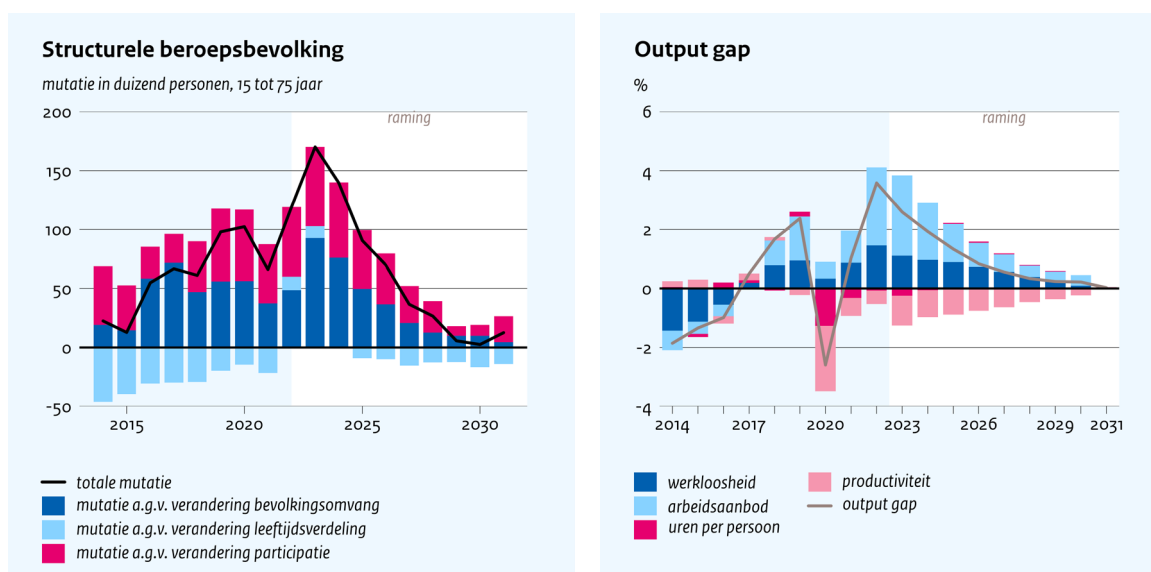 Structurele beroepsbevolking
mutatie in duizend personen, 15 tot 75 jaar
200
raming
150
100
50
0
-50
2015 2020 2025 2030
totale mutatie
mutatie a.g.v. verandering bevolkingsomvang
mutatie a.g.v. verandering leeftijdsverdeling
mutatie a.g.v. verandering participatie
Output gap
%
6
raming
4
2
0
-2
-4
2014 2017 2020 2023 2026 2029 2031
werkloosheid
arbeidsaanbod
uren per persoon
productiviteit
output gap